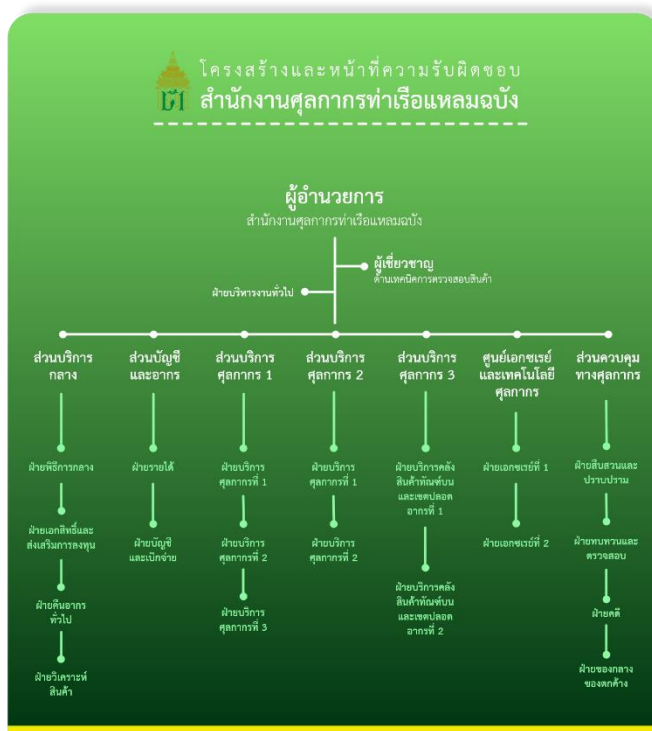 โครงสร้างและหน้าที่ความรับผิดชอบ
สำนักงานศุลกากรท่าเรือแหลมฉบัง
ผู้อำนวยการ
สำนักงานศุลกากรท่าเรือแหลมฉบัง
ผู้เชี่ยวชาญ
ด้านเทคนิคการตรวจสอบสินค้า
ฝ่ายบริหารงานทั่วไป
ส่วนบริการ
กลาง
ฝ่ายพิธีการกลาง
ฝ่ายเอกสิทธิ์และ
ส่งเสริมการลงทุน
ฝ่ายคืนอากร
ทั่วไป
ฝ่ายวิเคราะห์
สินค้า
ส่วนบัญชี
และอากร
ฝ่ายรายได้
ฝ่ายบัญชี
และเบิกจ่าย
ส่วนบริการ
ศุลกากร 1
ฝ่ายบริการ
ศุลกากรที่ 1
ฝ่ายบริการ
ศุลกากรที่ 2
ฝ่ายบริการ
ศุลกากรที่ 3
ส่วนบริการ
ศุลกากร 2
ฝ่ายบริการ
ศุลกากรที่ 1
ฝ่ายบริการ
ศุลกากรที่ 2
ส่วนบริการ
ศุลกากร 3
ฝ่ายบริการคลัง
สินค้าทัณฑ์บน
และเขตปลอด
อากรที่ 1
ฝ่ายบริการคลัง
สินค้าทัณฑ์บน
และเขตปลอด
อากรที่ 2
ศูนย์เอกซเรย์
และเทคโนโลยี
ศุลกากร
ฝ่ายเอกซเรย์ที่ 1
ฝ่ายเอกซเรย์ที่ 2
ส่วนควบคุม
ทางศุลกากร
ฝ่ายสืบสวนและ
ปราบปราม
ฝ่ายทบทวนและ
ตรวจสอบ
ฝ่ายคดี
ฝ่ายของกลาง
ของตกค้าง